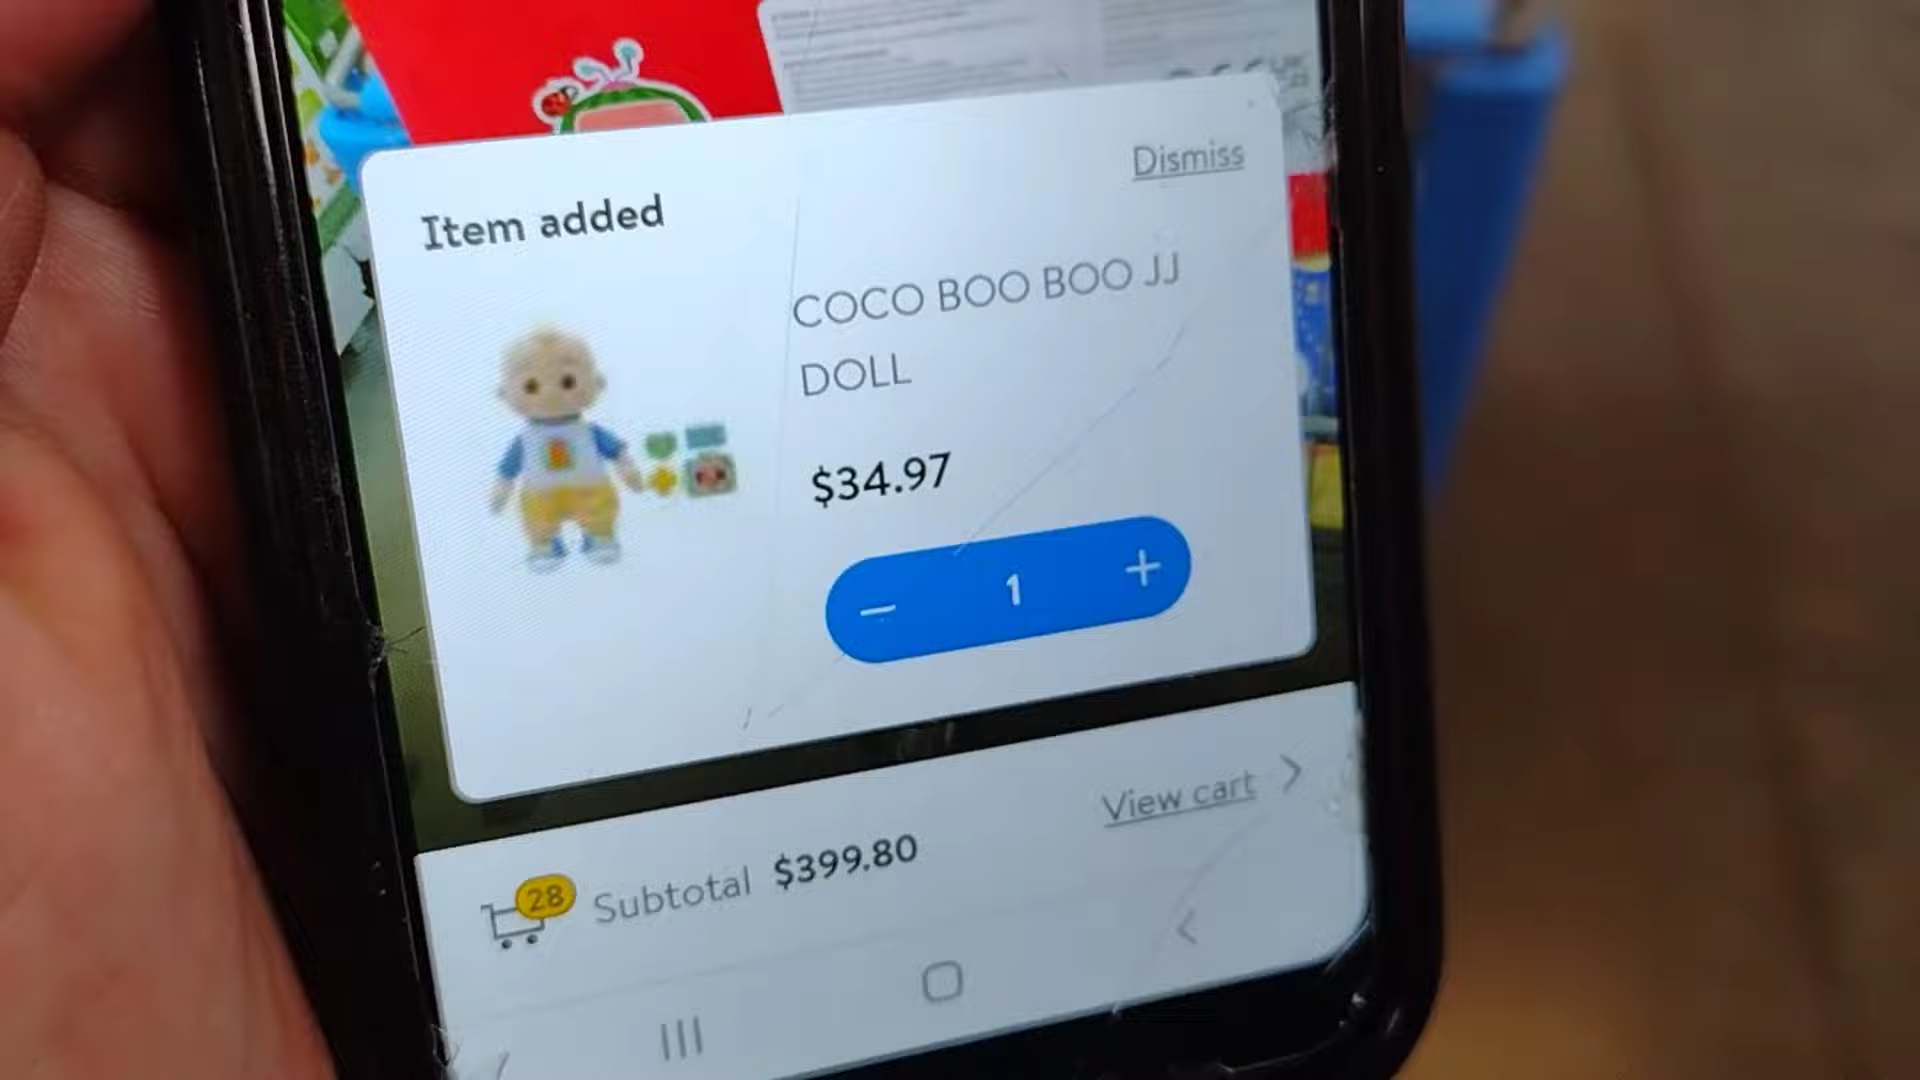 Dismiss
Item added
COCO BOO BOO JJ
DOLL
$34.97
1
View cart
28
Subtotal $399.80